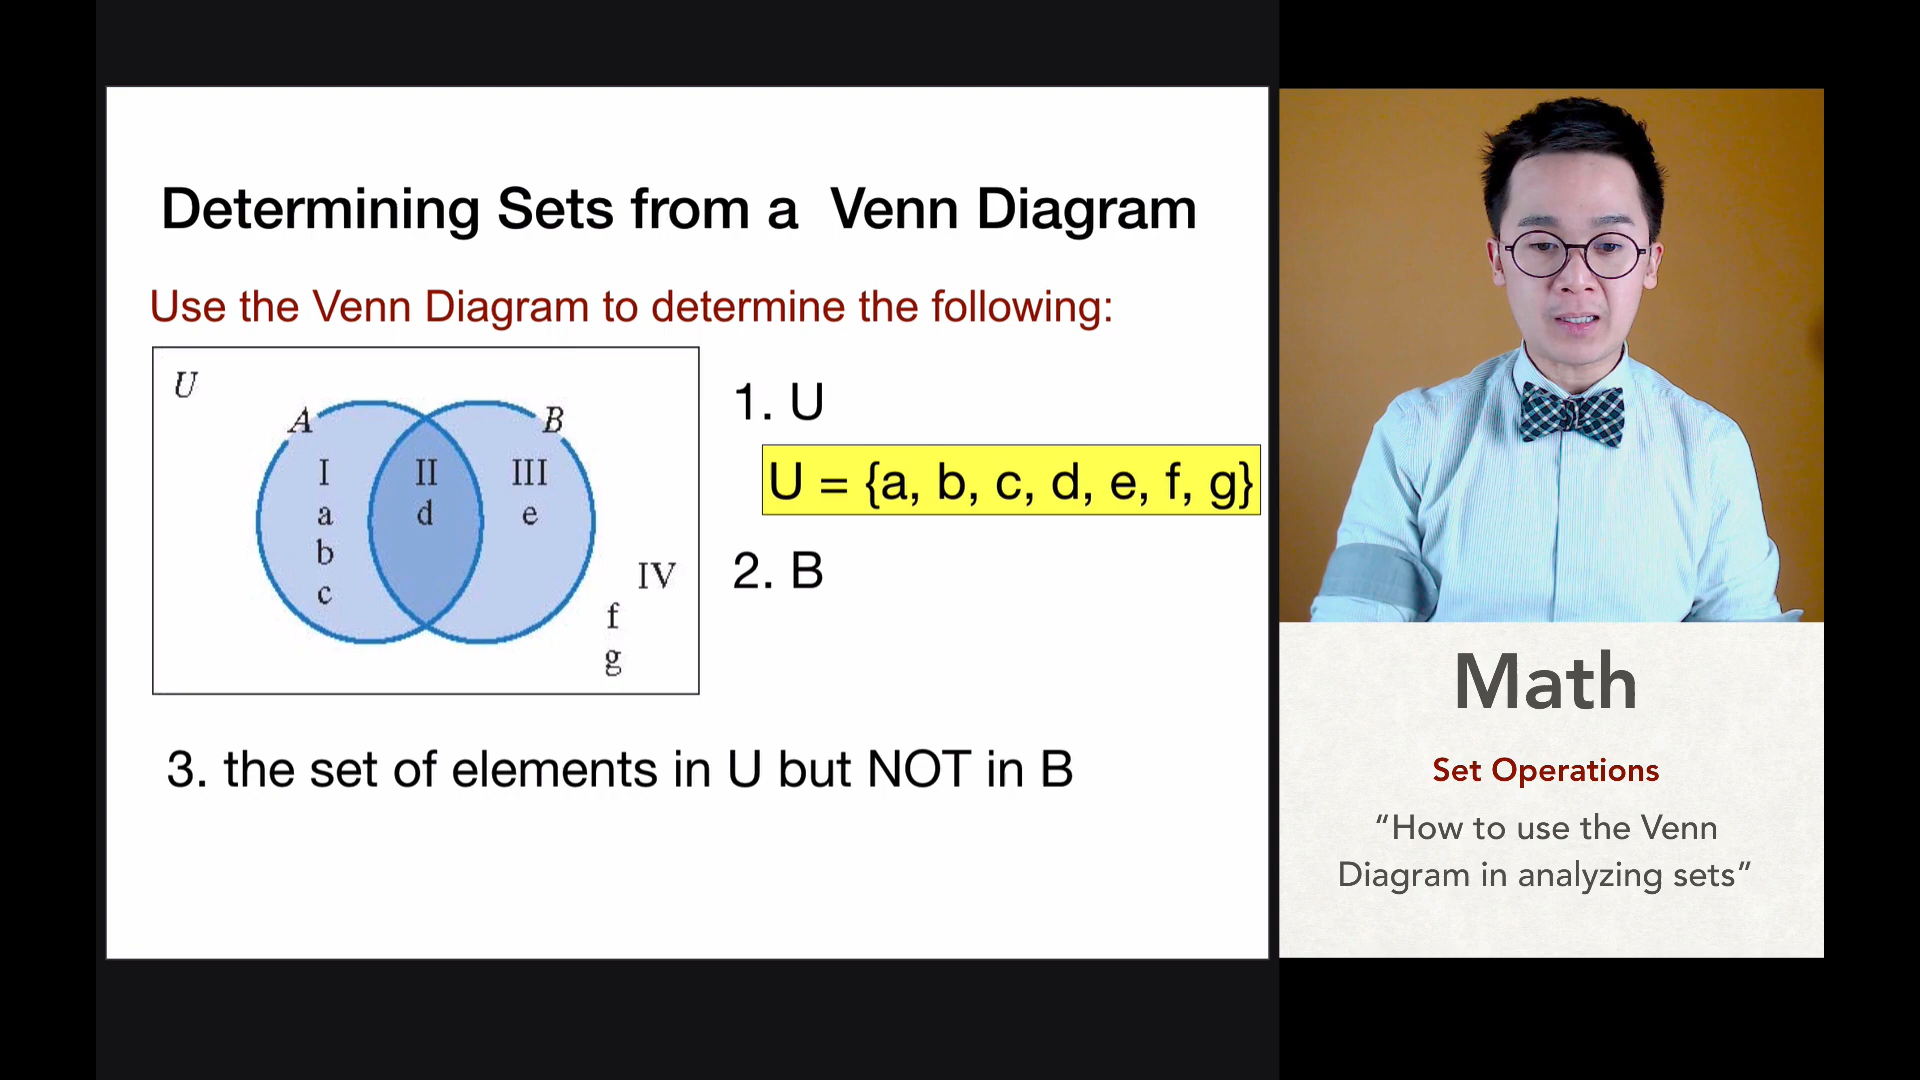 Determining Sets from a Venn Diagram
Use the Venn Diagram to determine the following:
U
A
B
I
II
III
a
d
e
b
c
IV
f
g
1. U
U = {a, b, c, d, e, f, g}
2. B
3. the set of elements in U but NOT in B
Math
Set Operations
“How to use the Venn
Diagram in analyzing sets”